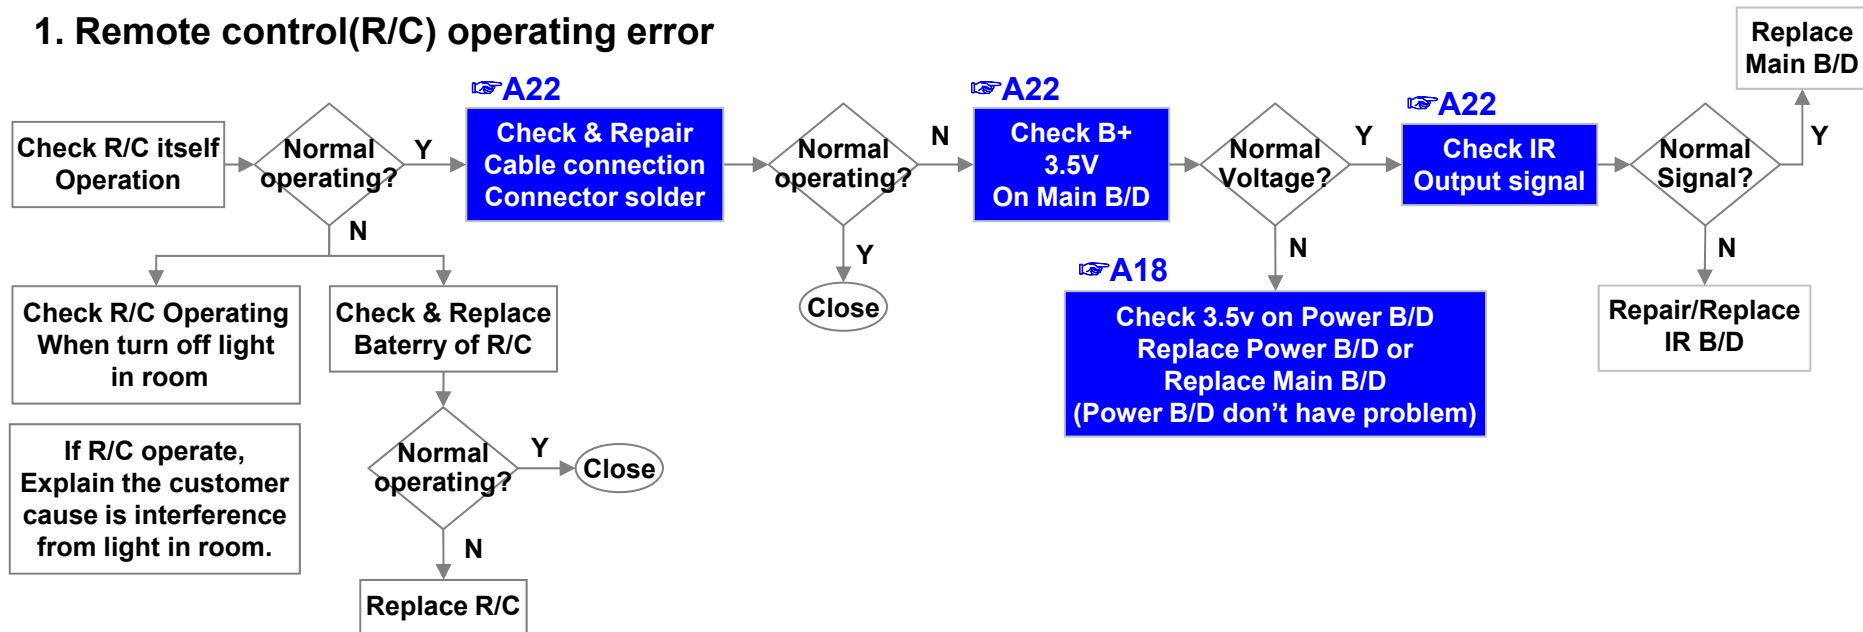 1. Remote control(R/C) operating error
Replace
Main B/D
☞A22
☞A22
☞A22
Check R/C itself
Operation
Normal
operating?
Y
Check & Repair
Cable connection
Connector solder
Normal
operating?
N
Check B+
3.5V
On Main B/D
Normal
Voltage?
Y
Check IR
Output signal
Normal
Signal?
Y
N
Y
N
N
☞A18
Check R/C Operating
When turn off light
in room
Check & Replace
Baterry of R/C
Close
Check 3.5v on Power B/D
Replace Power B/D or
Replace Main B/D
(Power B/D don’t have problem)
Repair/Replace
IR B/D
If R/C operate,
Explain the customer
cause is interference
from light in room.
Normal
operating?
Y
Close
N
Replace R/C